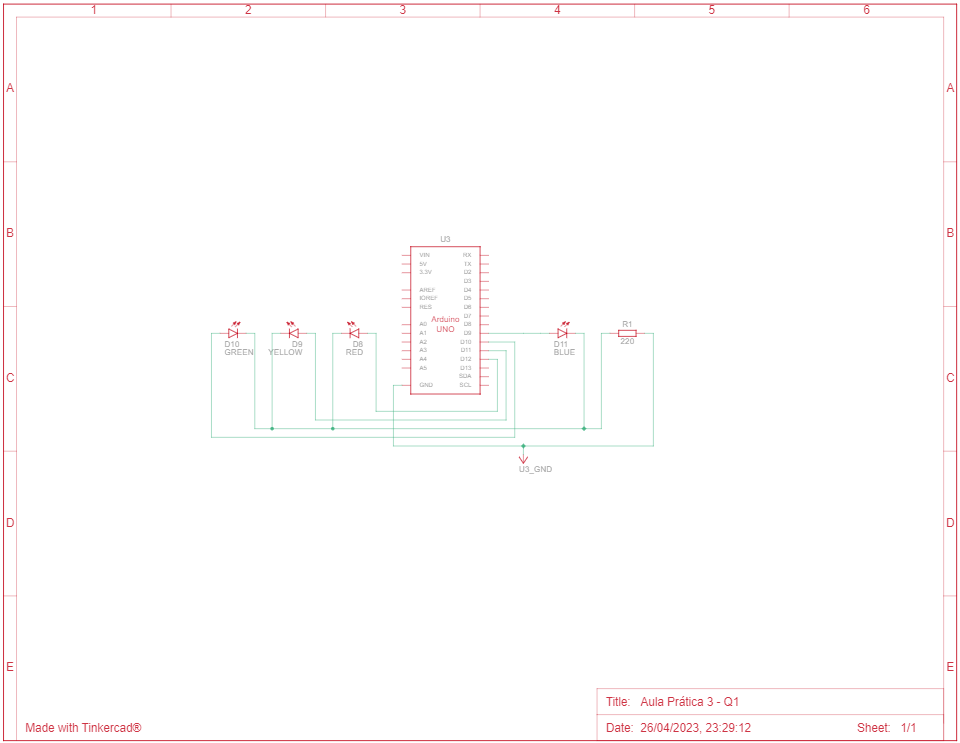 1 2 3 4 5 6
A A
B B
C C
D D
E E
U3
VIN RX
5V TX
3.3V D2
D3
AREF D4
IOREF D5
RES D6
D7
A0 D8
A1 D9
A2 D10
A3 D11
A4 D12
A5 D13
SDA
GND SCL
Arduino
UNO
D10
GREEN
D9
YELLOW
D8
RED
D11
BLUE
R1
220
U3_GND
Title: Aula Prática 3 - Q1
Made with Tinkercad®
Date: 26/04/2023, 23:29:12 Sheet: 1/1